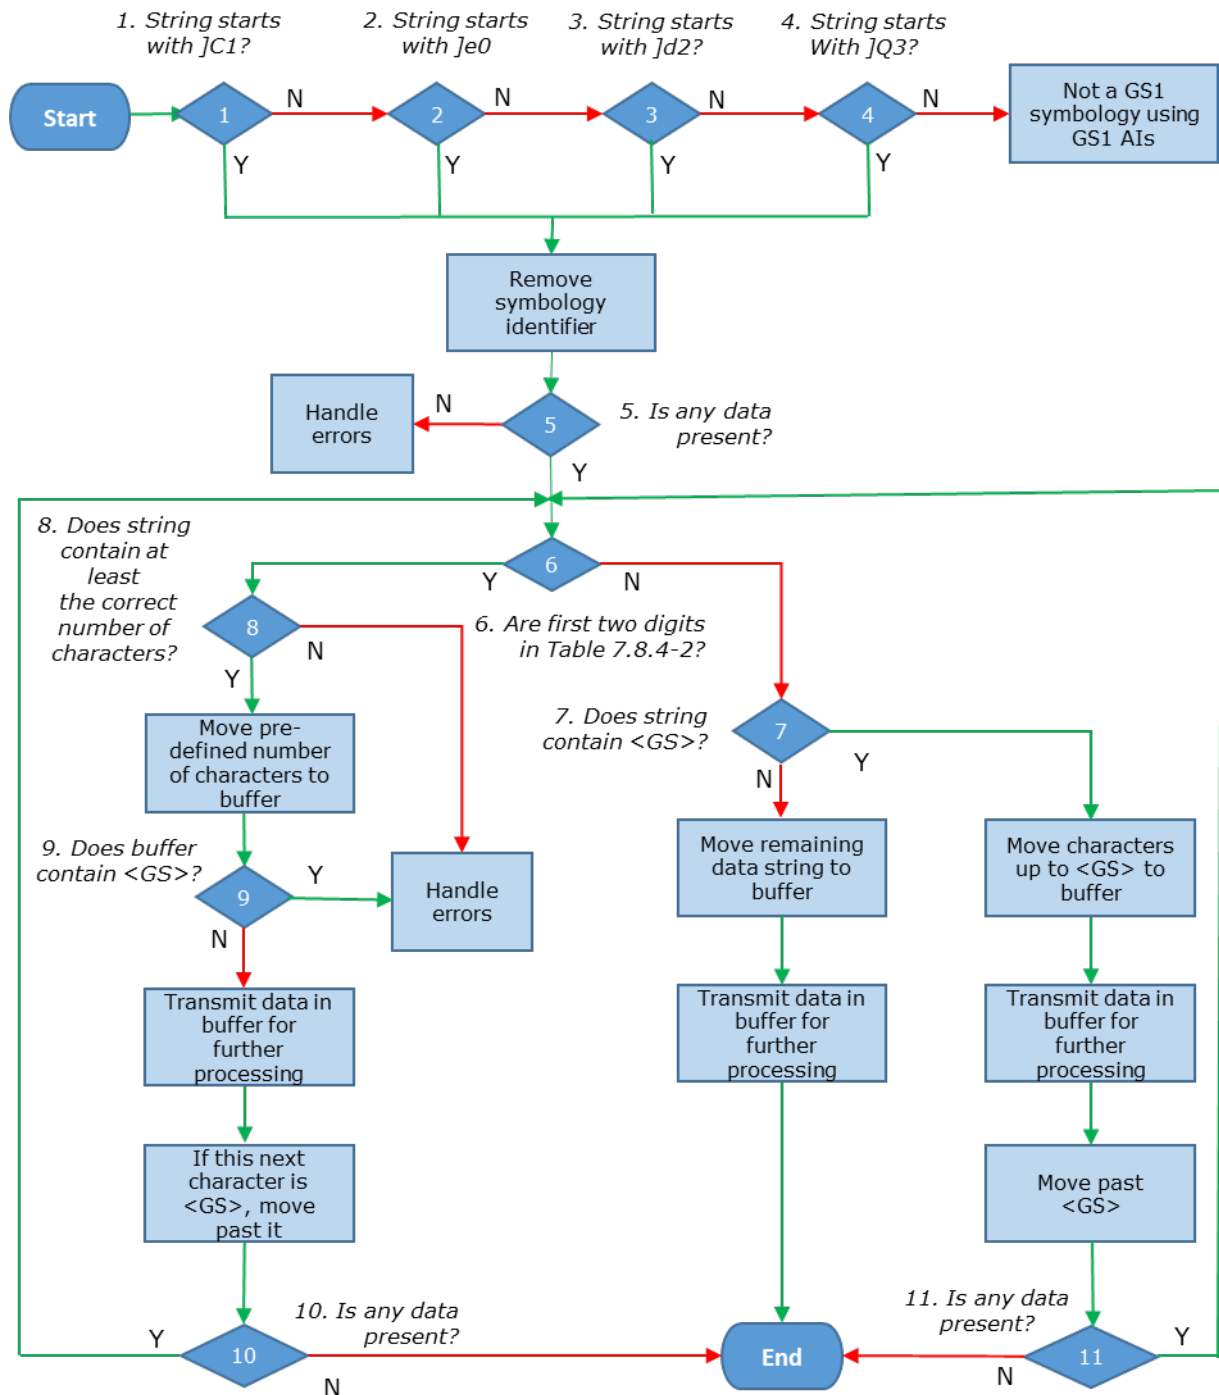 1. String starts
with ]C1?
2. String starts
with ]e0
3. String starts
with ]d2?
4. String starts
With ]Q3?
Start
1
N
2
N
3
N
4
N
Not a GS1
symbology using
GS1 AIs
Y
Y
Y
Y
Remove
symbology
identifier
Handle
errors
N
5
5. Is any data
present?
Y
8. Does string
contain at
least
the correct
number of
characters?
6
Y
N
8
N
Y
6. Are first two digits
in Table 7.8.4-2?
7. Does string
contain <GS>?
7
N
Y
Move pre-
defined number
of characters to
buffer
9. Does buffer
contain <GS>?
9
Y
N
Handle
errors
Move remaining
data string to
buffer
Move characters
up to <GS> to
buffer
Transmit data in
buffer for
further
processing
Transmit data in
buffer for
further
processing
Transmit data in
buffer for
further
processing
If this next
character is
<GS>, move
past it
Move past
<GS>
10. Is any data
present?
Y
10
N
End
11. Is any data
present?
N
11
Y